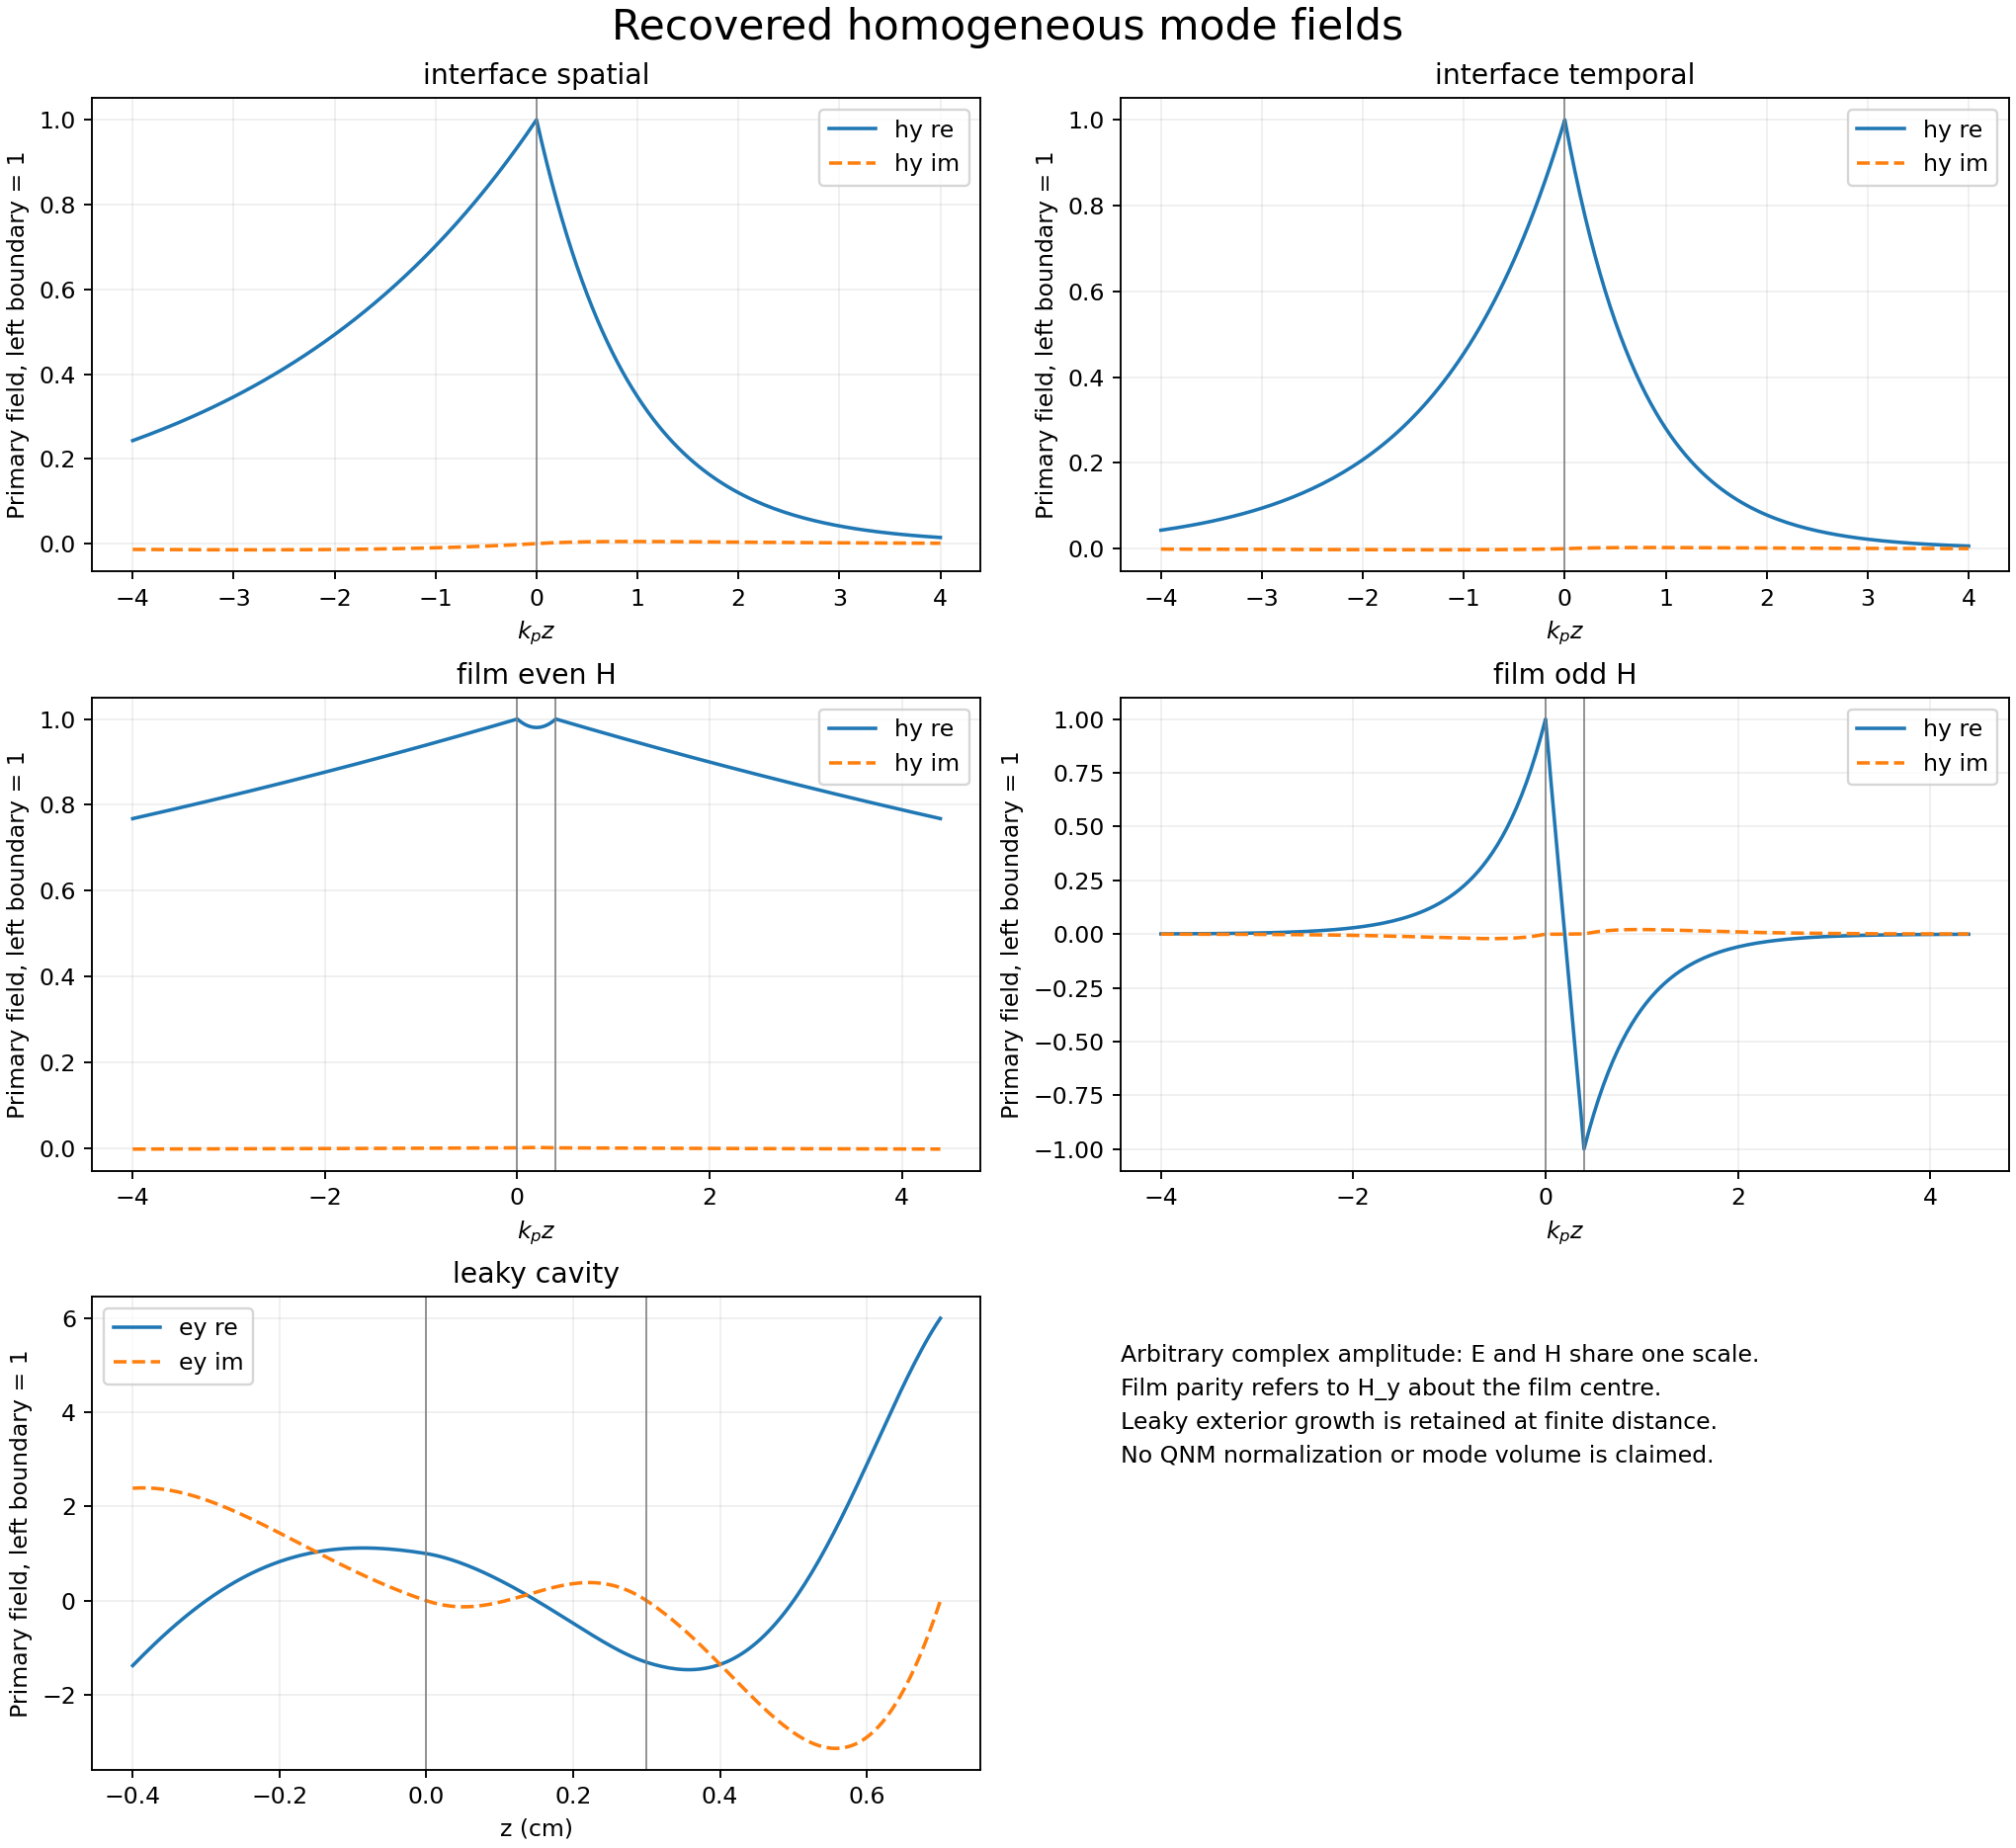 Recovered homogeneous mode fields
interface spatial
Primary field, left boundary = 1
1.0
0.8
0.6
0.4
0.2
0.0
hy re
hy im
−4 −3 −2 −1 0 1 2 3 4
k_p z
interface temporal
Primary field, left boundary = 1
1.0
0.8
0.6
0.4
0.2
0.0
hy re
hy im
−4 −3 −2 −1 0 1 2 3 4
k_p z
film even H
Primary field, left boundary = 1
1.0
0.8
0.6
0.4
0.2
0.0
hy re
hy im
−4 −2 0 2 4
k_p z
film odd H
Primary field, left boundary = 1
1.00
0.75
0.50
0.25
0.00
−0.25
−0.50
−0.75
−1.00
hy re
hy im
−4 −2 0 2 4
k_p z
leaky cavity
Primary field, left boundary = 1
6
4
2
0
−2
ey re
ey im
−0.4 −0.2 0.0 0.2 0.4 0.6
z (cm)
Arbitrary complex amplitude: E and H share one scale.
Film parity refers to H_y about the film centre.
Leaky exterior growth is retained at finite distance.
No QNM normalization or mode volume is claimed.